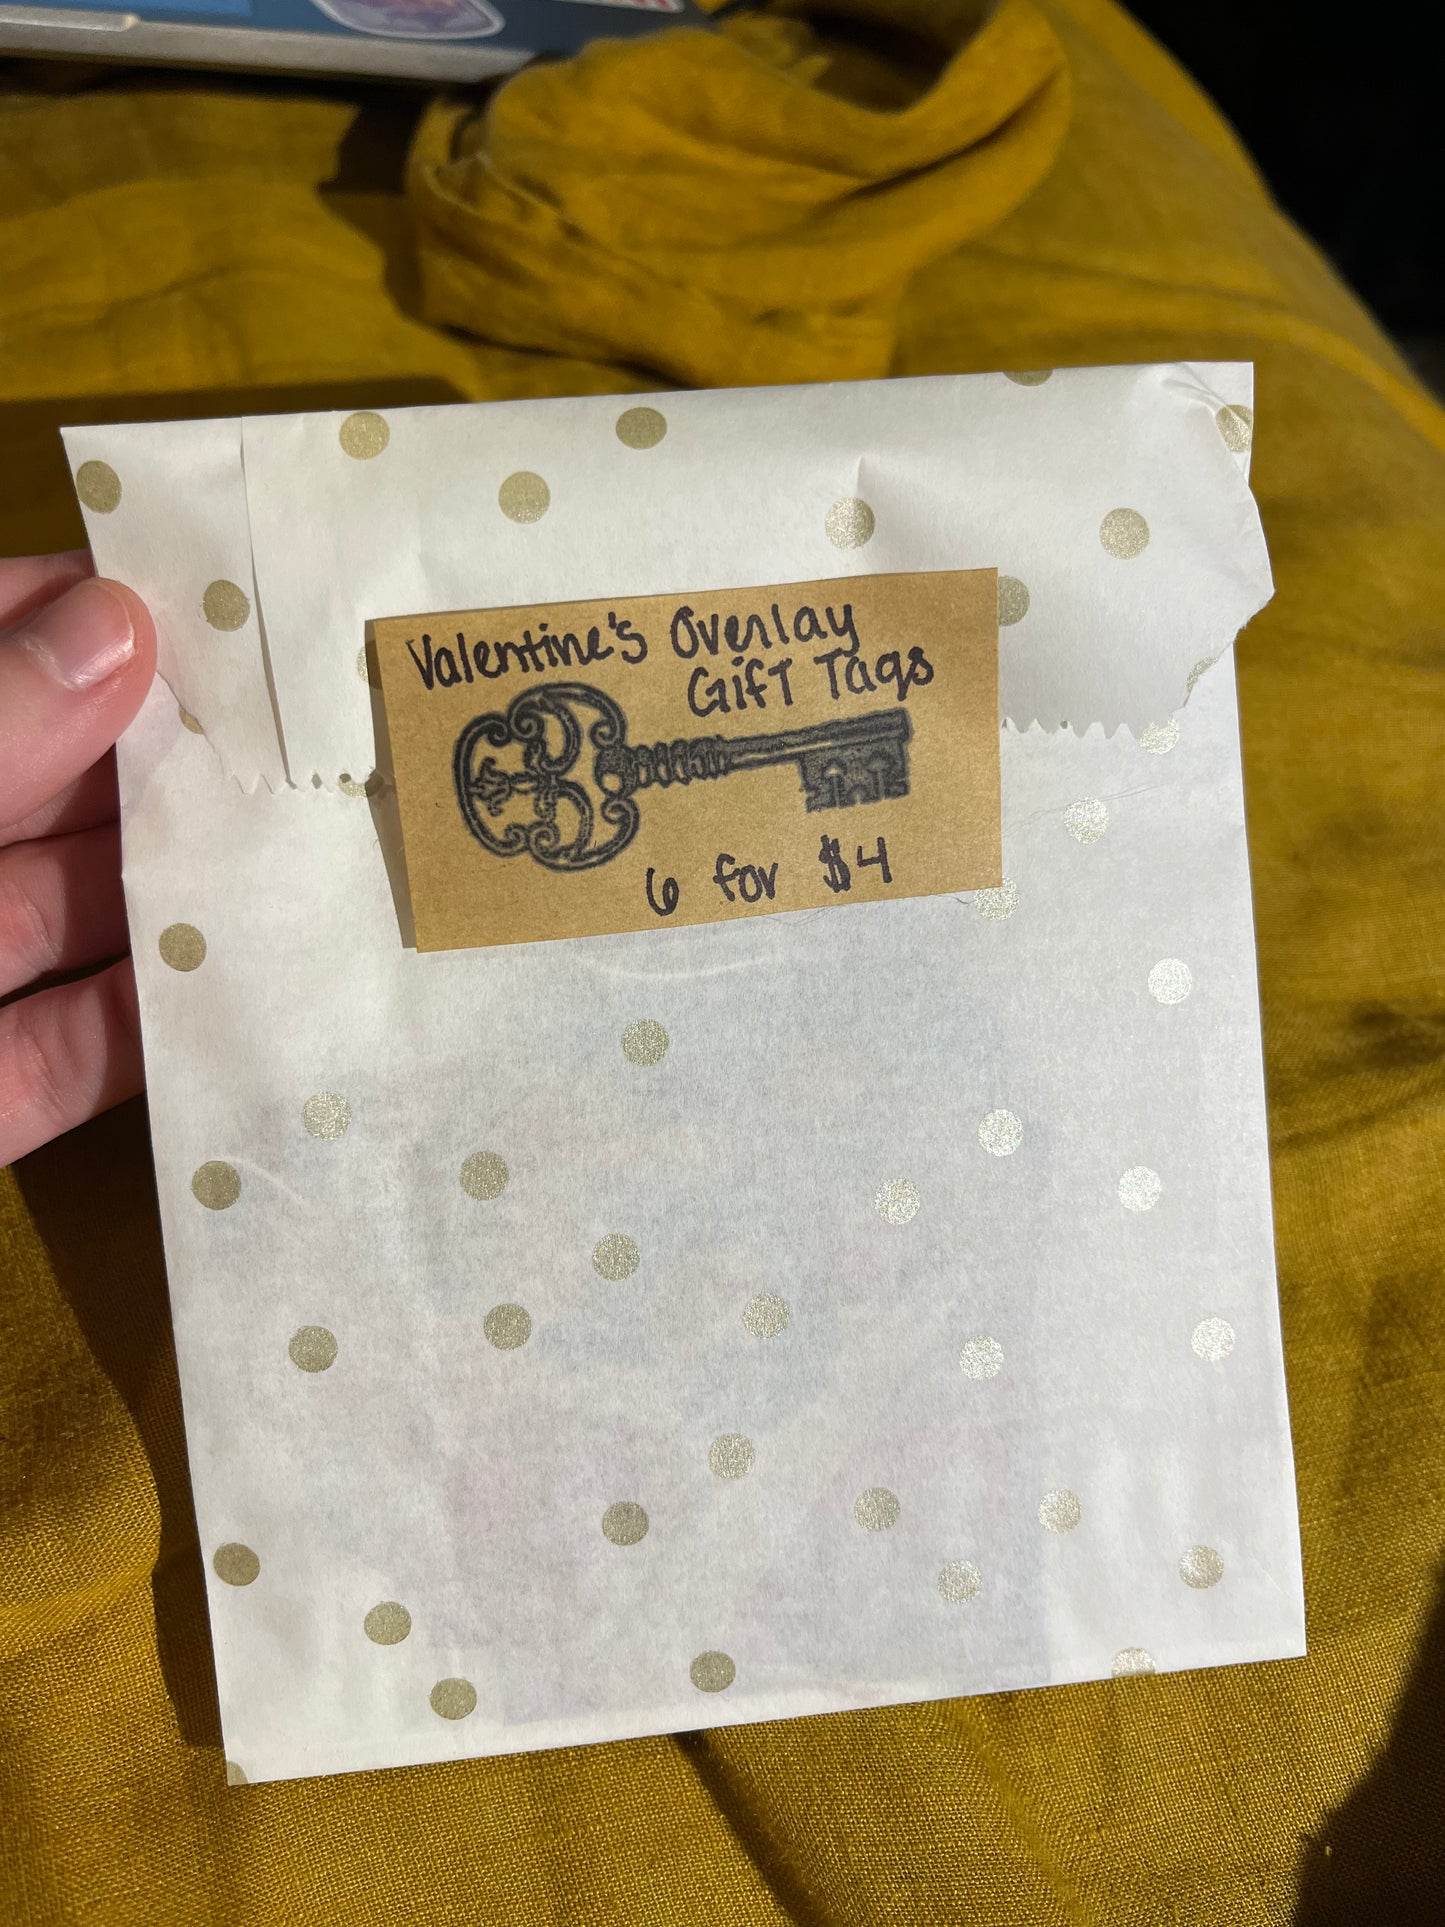 Valentine's Overlay
Gift Tags
6 for $4